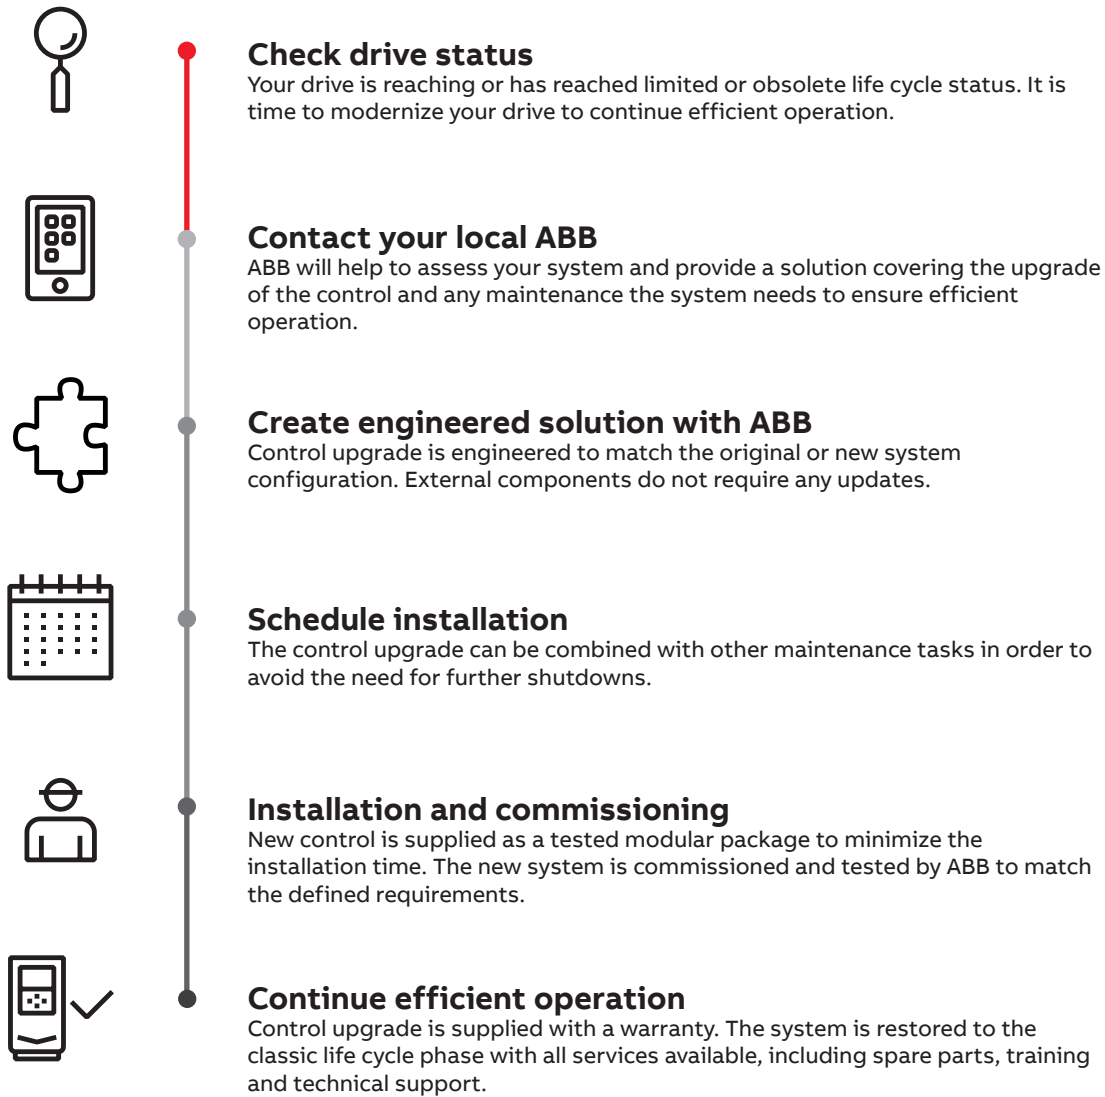 Check drive status
Your drive is reaching or has reached limited or obsolete life cycle status. It is
time to modernize your drive to continue efficient operation.
Contact your local ABB
ABB will help to assess your system and provide a solution covering the upgrade
of the control and any maintenance the system needs to ensure efficient
operation.
Create engineered solution with ABB
Control upgrade is engineered to match the original or new system
configuration. External components do not require any updates.
Schedule installation
The control upgrade can be combined with other maintenance tasks in order to
avoid the need for further shutdowns.
Installation and commissioning
New control is supplied as a tested modular package to minimize the
installation time. The new system is commissioned and tested by ABB to match
the defined requirements.
Continue efficient operation
Control upgrade is supplied with a warranty. The system is restored to the
classic life cycle phase with all services available, including spare parts, training
and technical support.